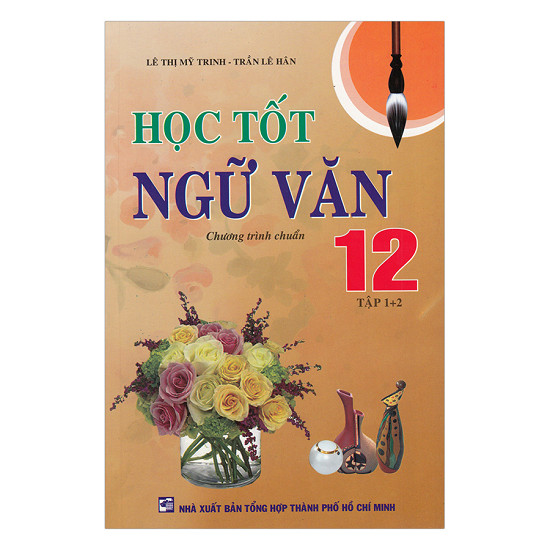 LÊ THỊ MỸ TRINH - TRẦN LÊ HÂN
HỌC TỐT
NGỮ VĂN
Chương trình chuẩn
12
TẬP 1+2
NHÀ XUẤT BẢN TỔNG HỢP THÀNH PHỐ HỒ CHÍ MINH